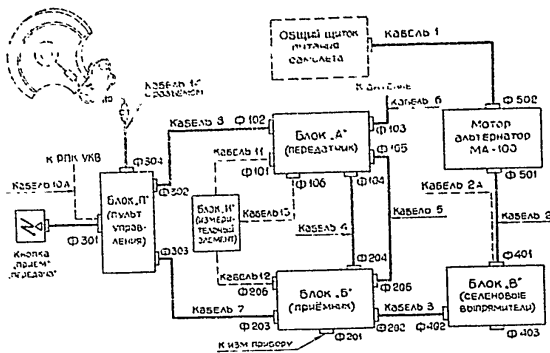 Общий щиток
питания
самолета
Кабель 1
Кабель
разъемом
К антенне
Кабель 6
Ф 502
Мотор
альтернатор
МА-100
Ф 501
Кабель 8
Ф 102
Блок „А"
(передатчик)
Ф 103
Ф 105
Кабель 11
Ф 101
Ф 106
Ф 104
К РПК УКВ
Кабель 10А
Ф 304
Ф 302
Блок „П"
(пульт
управ-
ления)
Ф 301
Ф 303
Кнопка
„прием
передача"
Блок „И"
(измери-
тельный
элемент)
Кабель 13
Кабель 4
Кабель 5
Кабель 2А
Кабель 2
Кабель 12
Ф 206
Ф 204
Ф 205
Ф 401
Кабель 7
Ф 203
Блок „Б"
(приёмник)
Ф 202
Кабель 3
Ф 402
Блок „В"
(селеновые
выпрямители)
Ф 403
Ф 201
К изм прибору